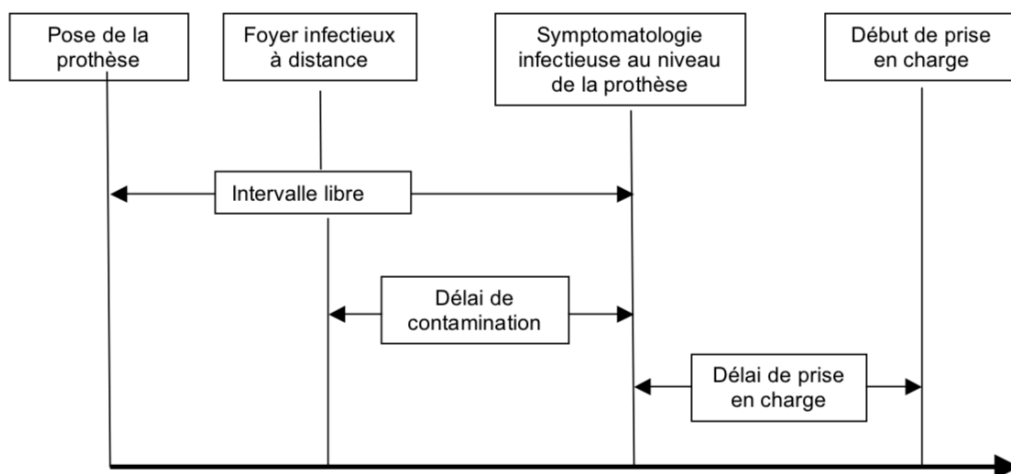 Pose de la
prothèse
Foyer infectieux
à distance
Symptomatologie
infectieuse au niveau
de la prothèse
Début de prise
en charge
Intervalle libre
Délai de
contamination
Délai de prise
en charge